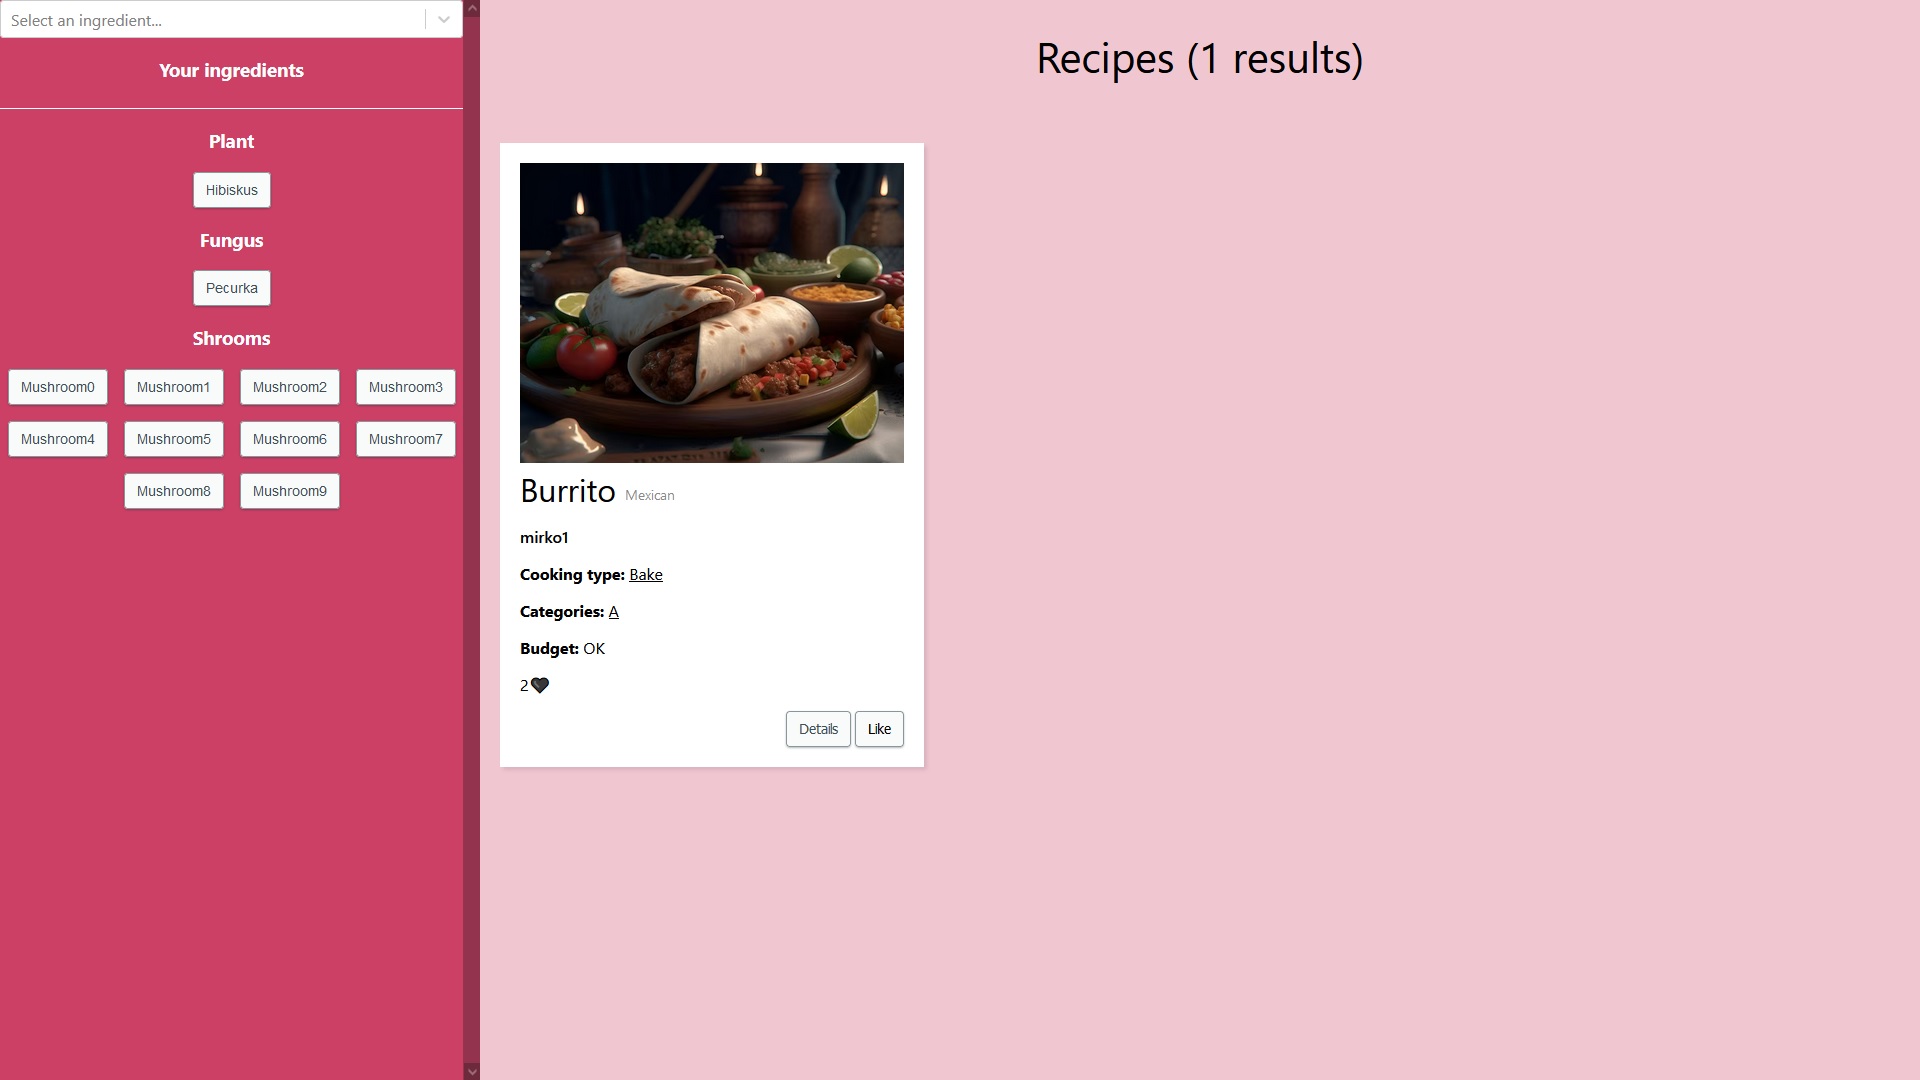 Select an ingredient...
Your ingredients
Plant
Hibiskus
Fungus
Pecurka
Shrooms
Mushroom0 Mushroom1 Mushroom2 Mushroom3
Mushroom4 Mushroom5 Mushroom6 Mushroom7
Mushroom8 Mushroom9
Recipes (1 results)
Burrito Mexican
mirko1
Cooking type: Bake
Categories: A
Budget: OK
2🖤
Details Like